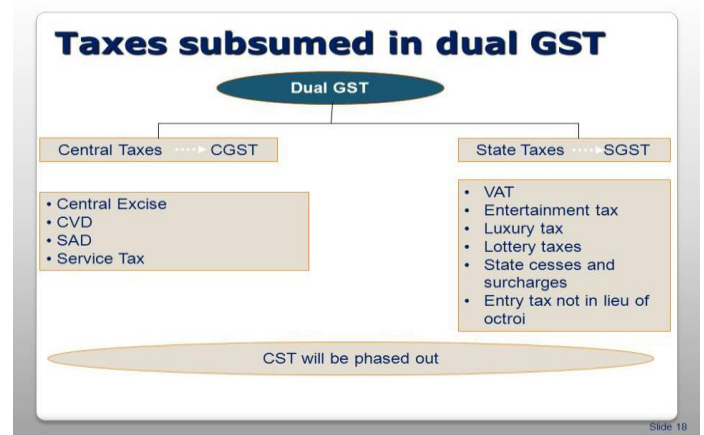 Taxes subsumed in dual GST
Dual GST
Central Taxes CGST
State Taxes SGST
• Central Excise
• CVD
• SAD
• Service Tax
• VAT
• Entertainment tax
• Luxury tax
• Lottery taxes
• State cesses and
surcharges
• Entry tax not in lieu of
octroi
CST will be phased out
Slide 18